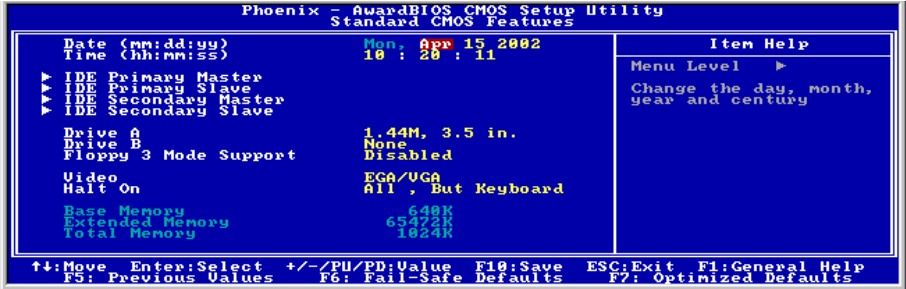 Phoenix - AwardBIOS CMOS Setup Utility
Standard CMOS Features
Date (mm:dd:yy) Mon, Apr 15 2002
Time (hh:mm:ss) 10 : 20 : 11
► IDE Primary Master
► IDE Primary Slave
► IDE Secondary Master
► IDE Secondary Slave
Drive A 1.44M, 3.5 in.
Drive B None
Floppy 3 Mode Support Disabled
Video EGA/VGA
Halt On All , But Keyboard
Base Memory 640K
Extended Memory 65472K
Total Memory 1024K
Item Help
Menu Level ►
Change the day, month,
year and century
↑↓:Move Enter:Select +/-/PU/PD:Value F10:Save ESC:Exit F1:General Help
F5: Previous Values F6: Fail-Safe Defaults F7: Optimized Defaults